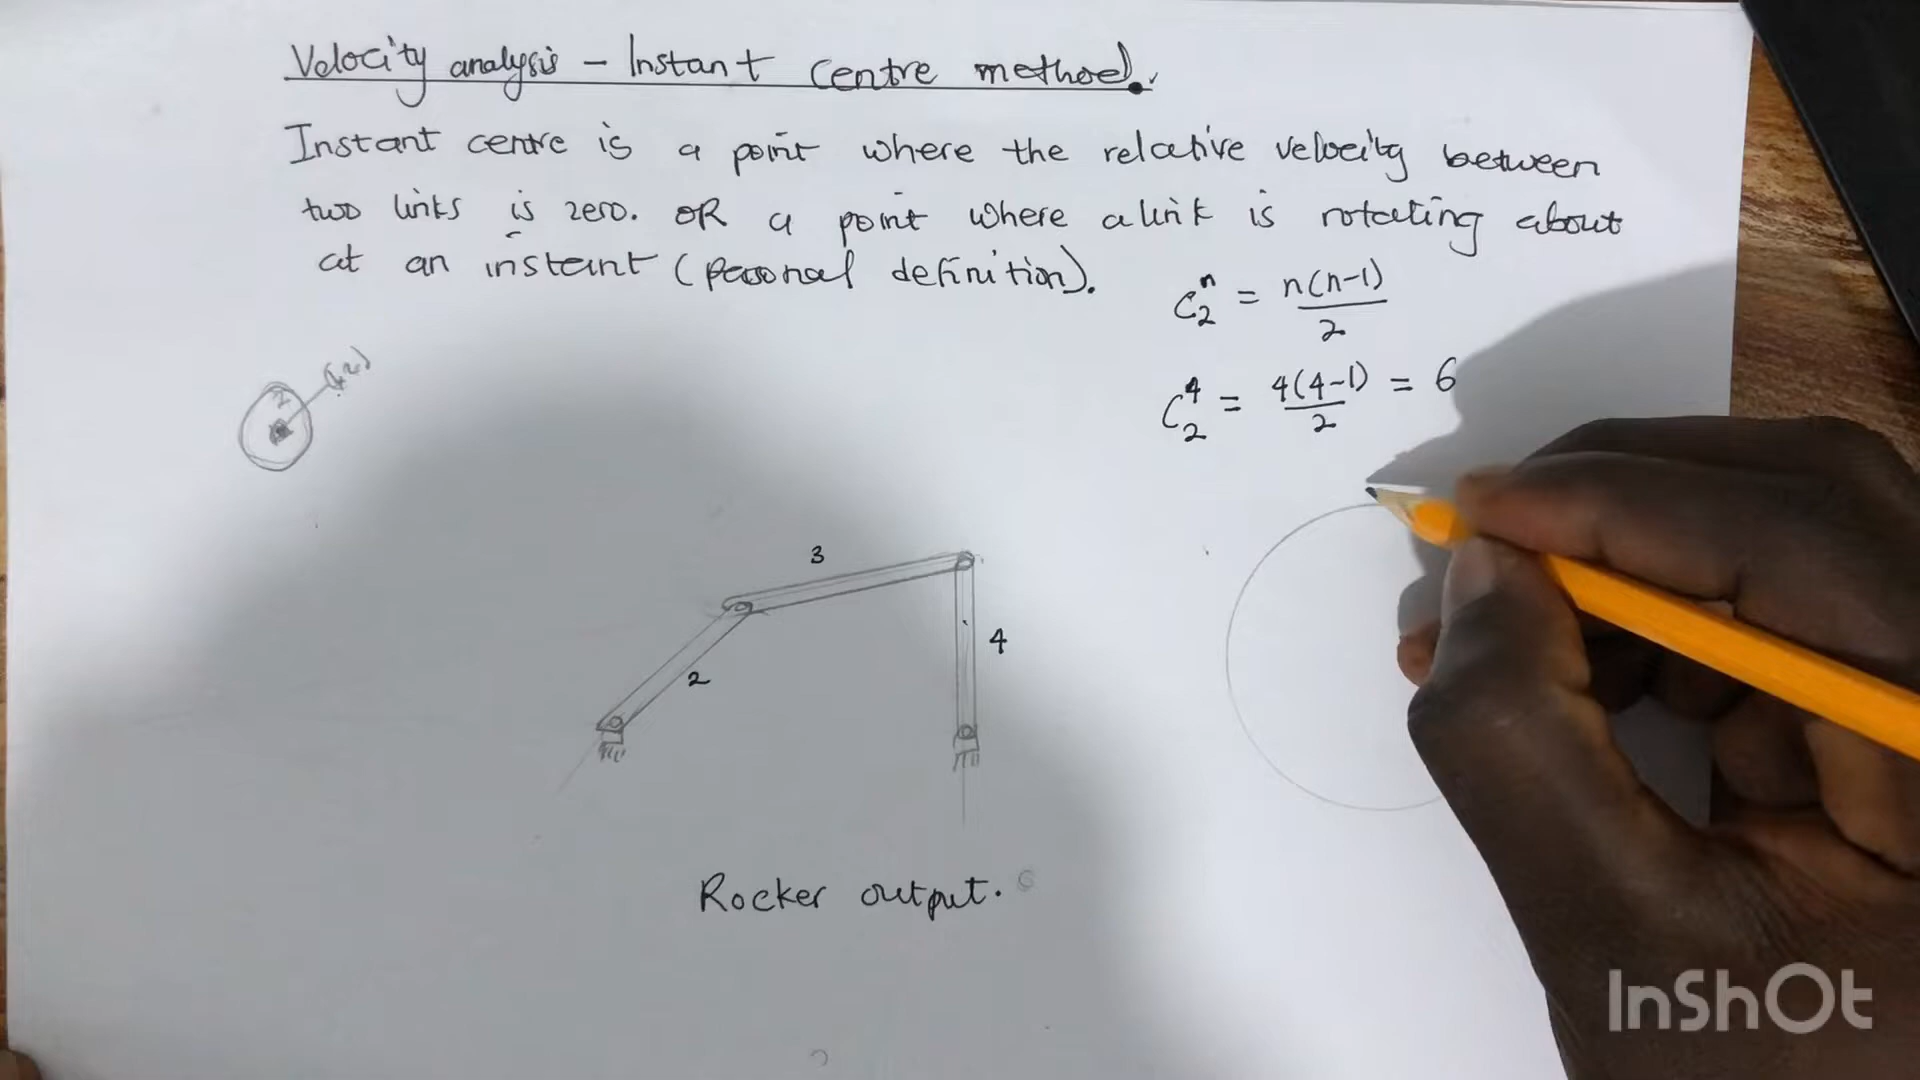 Velocity analysis - Instant centre method.
Instant centre is a point where the relative velocity between
two links is zero. OR a point where a link is rotating about
at an instant (personal definition).
C₂ⁿ = n(n-1)/2
C₂⁴ = 4(4-1)/2 = 6
2
3
4
2
Rocker output.
InShOt